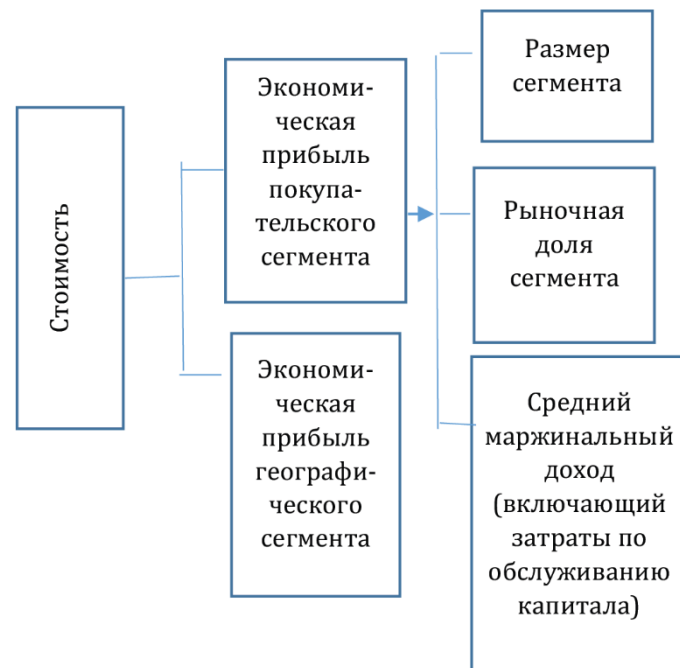 Стоимость
Экономи-
ческая
прибыль
покупа-
тельского
сегмента
Экономи-
ческая
прибыль
географи-
ческого
сегмента
Размер
сегмента
Рыночная
доля
сегмента
Средний
маржинальный
доход
(включающий
затраты по
обслуживанию
капитала)